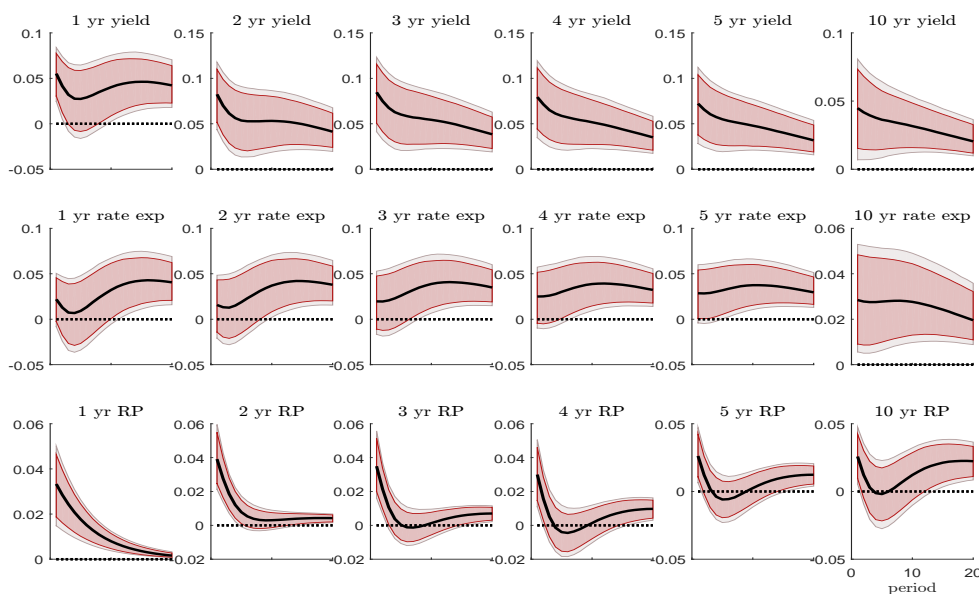 1 yr yield 2 yr yield 3 yr yield 4 yr yield 5 yr yield 10 yr yield
0.1 0.15 0.15 0.15 0.15 0.1
0.05 0.1 0.1 0.1 0.1
0 0.05 0.05 0.05 0.05 0.05
-0.05 0 0 0 0 0
1 yr rate exp 2 yr rate exp 3 yr rate exp 4 yr rate exp 5 yr rate exp 10 yr rate exp
0.1 0.1 0.1 0.1 0.1 0.06
0.05 0.05 0.05 0.05 0.05 0.04
0 0 0 0 0 0.02
-0.05 -0.05 -0.05 -0.05 -0.05 0
1 yr RP 2 yr RP 3 yr RP 4 yr RP 5 yr RP 10 yr RP
0.06 0.06 0.06 0.06 0.05 0.05
0.04 0.04 0.04 0.04
0.02 0.02 0.02 0.02 0 0
0 0 0 0
-0.02 -0.02 -0.02 -0.05 -0.05
0 10 20
period